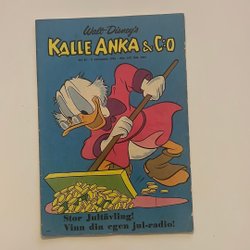 Walt Disney's
KALLE ANKA & C:O
Stor Jultävling!
Vinn din egen jul-radio!